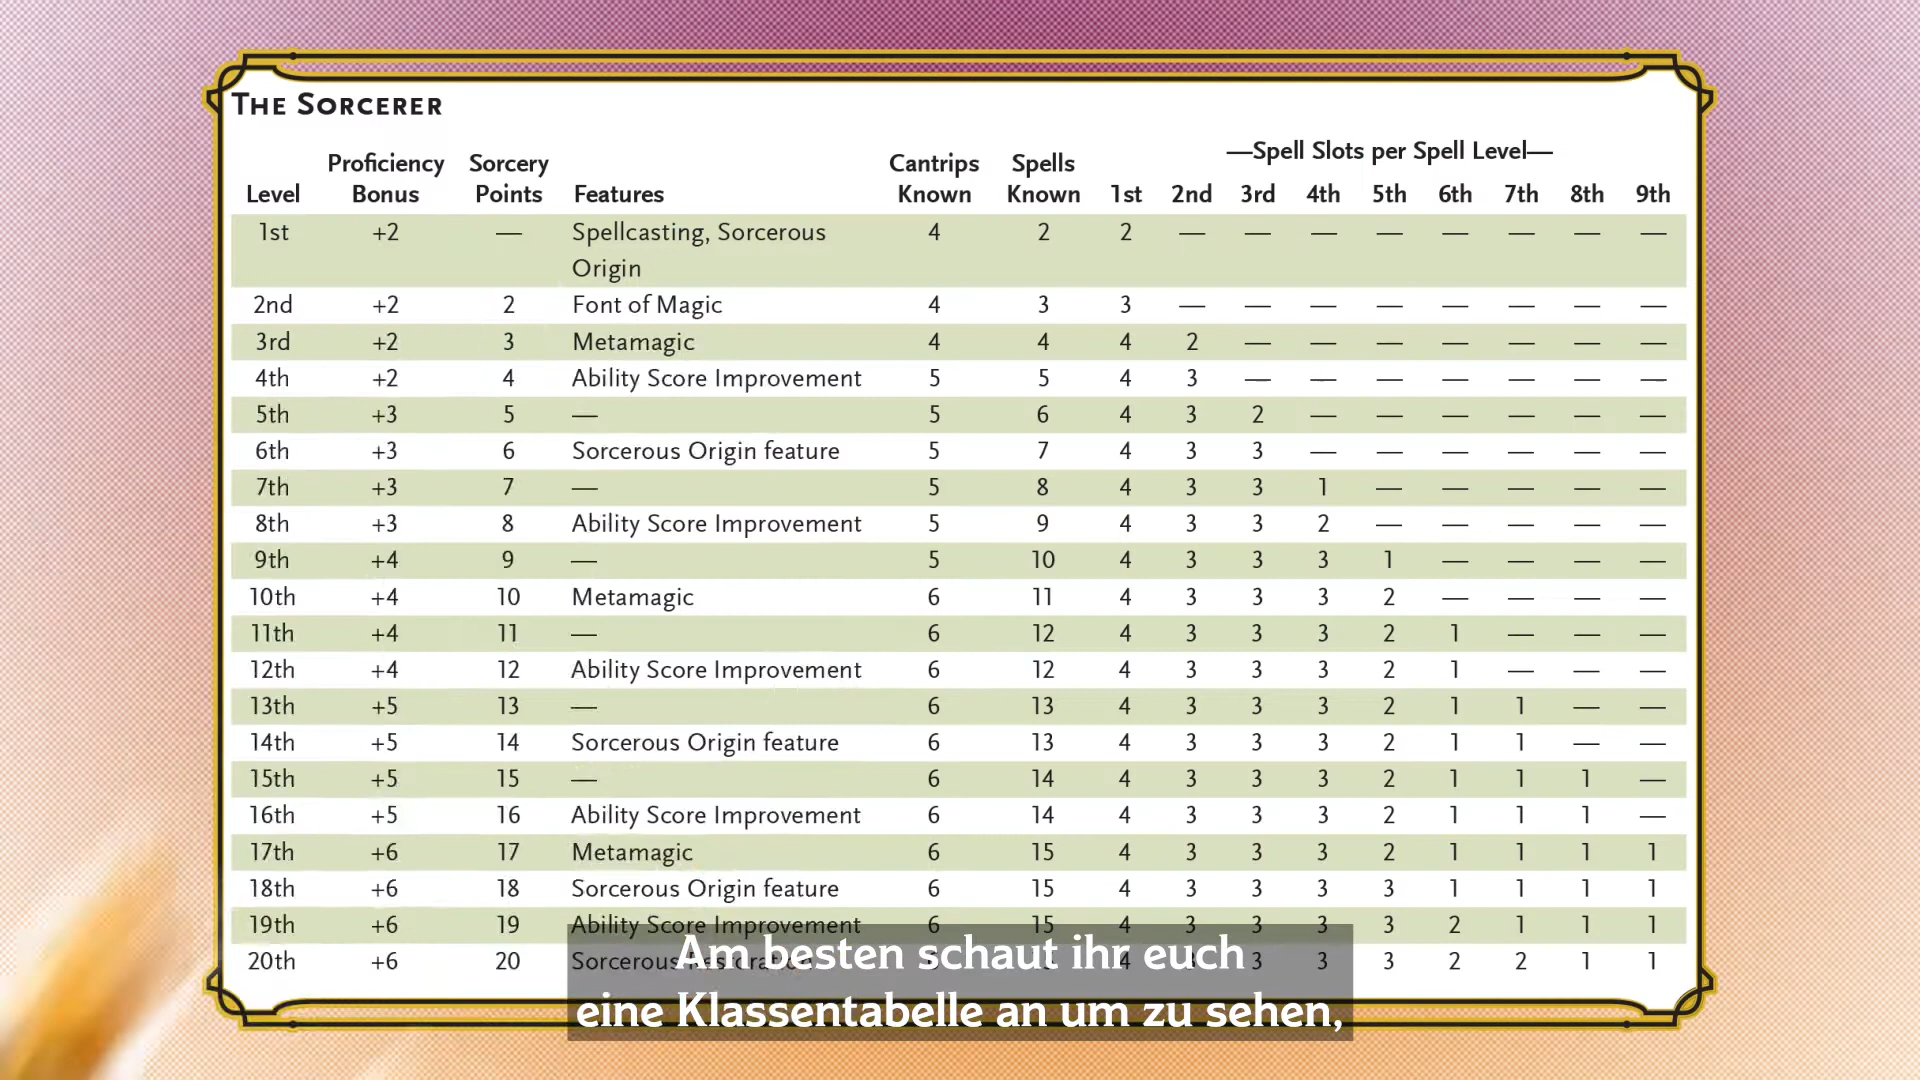 THE SORCERER
—Spell Slots per Spell Level—
Proficiency Sorcery Cantrips Spells
Level Bonus Points Features Known Known 1st 2nd 3rd 4th 5th 6th 7th 8th 9th
1st +2 — Spellcasting, Sorcerous 4 2 2 — — — — — — — —
Origin
2nd +2 2 Font of Magic 4 3 3 — — — — — — — —
3rd +2 3 Metamagic 4 4 4 2 — — — — — — —
4th +2 4 Ability Score Improvement 5 5 4 3 — — — — — — —
5th +3 5 — 5 6 4 3 2 — — — — — —
6th +3 6 Sorcerous Origin feature 5 7 4 3 3 — — — — — —
7th +3 7 — 5 8 4 3 3 1 — — — — —
8th +3 8 Ability Score Improvement 5 9 4 3 3 2 — — — — —
9th +4 9 — 5 10 4 3 3 3 1 — — — —
10th +4 10 Metamagic 6 11 4 3 3 3 2 — — — —
11th +4 11 — 6 12 4 3 3 3 2 1 — — —
12th +4 12 Ability Score Improvement 6 12 4 3 3 3 2 1 — — —
13th +5 13 — 6 13 4 3 3 3 2 1 1 — —
14th +5 14 Sorcerous Origin feature 6 13 4 3 3 3 2 1 1 — —
15th +5 15 — 6 14 4 3 3 3 2 1 1 1 —
16th +5 16 Ability Score Improvement 6 14 4 3 3 3 2 1 1 1 —
17th +6 17 Metamagic 6 15 4 3 3 3 2 1 1 1 1
18th +6 18 Sorcerous Origin feature 6 15 4 3 3 3 3 1 1 1 1
19th +6 19 Ability Score Improvement 6 15 4 3 3 3 3 2 1 1 1
20th +6 20 Sorcerous 4 3 3 3 2 2 1 1
Am besten schaut ihr euch
eine Klassentabelle an um zu sehen,